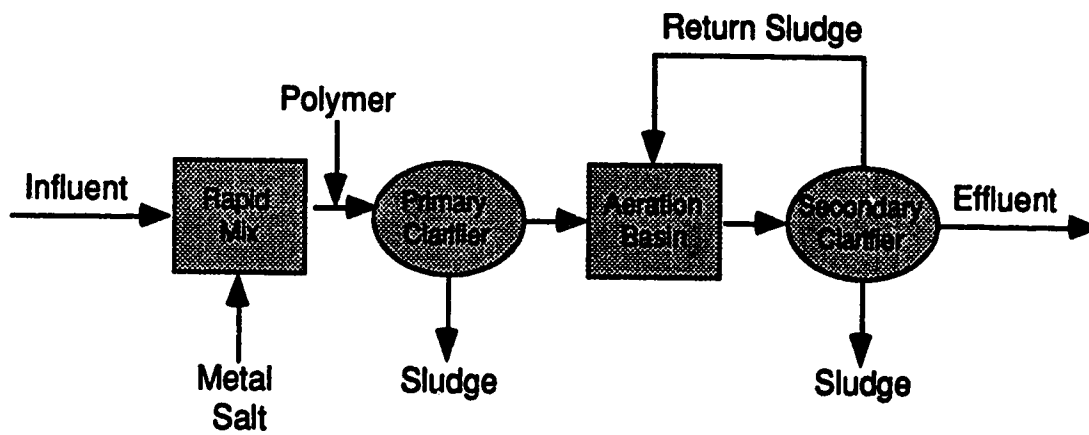 Return Sludge
Polymer
Influent
Rapid
Mix
Primary
Clarifier
Aeration
Basin
Secondary
Clarifier
Effluent
Metal
Salt
Sludge
Sludge